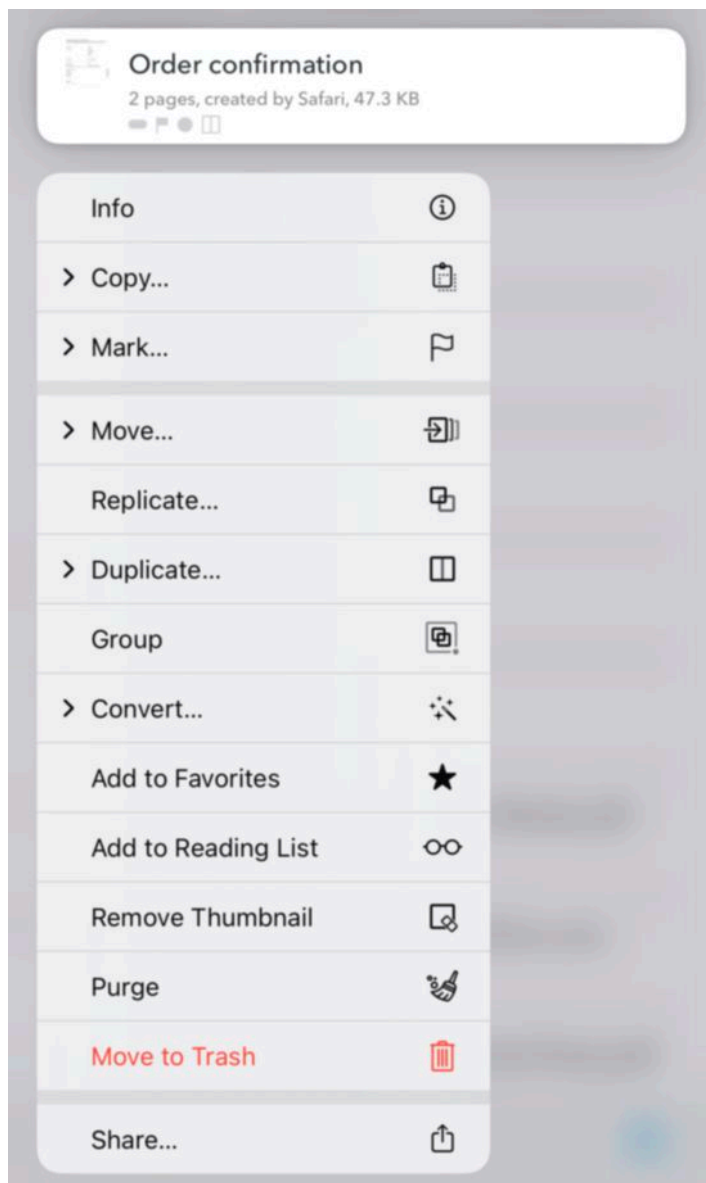 Order confirmation
2 pages, created by Safari, 47.3 KB
Info
Copy...
Mark...
Move...
Replicate...
Duplicate...
Group
Convert...
Add to Favorites
Add to Reading List
Remove Thumbnail
Purge
Move to Trash
Share...